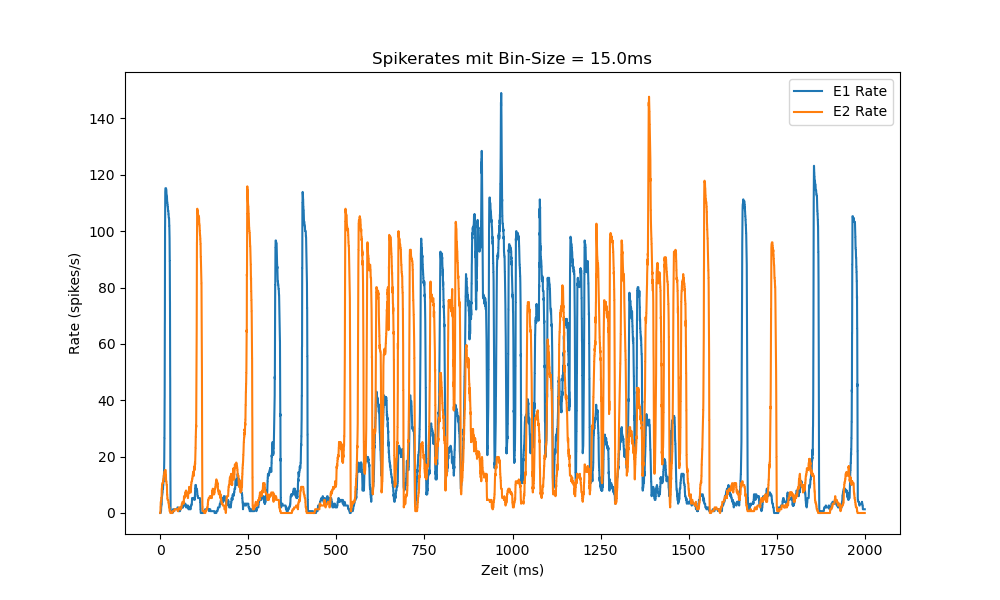 Spikerates mit Bin-Size = 15.0ms
E1 Rate
E2 Rate
140
120
100
80
60
40
20
0
Rate (spikes/s)
0 250 500 750 1000 1250 1500 1750 2000
Zeit (ms)